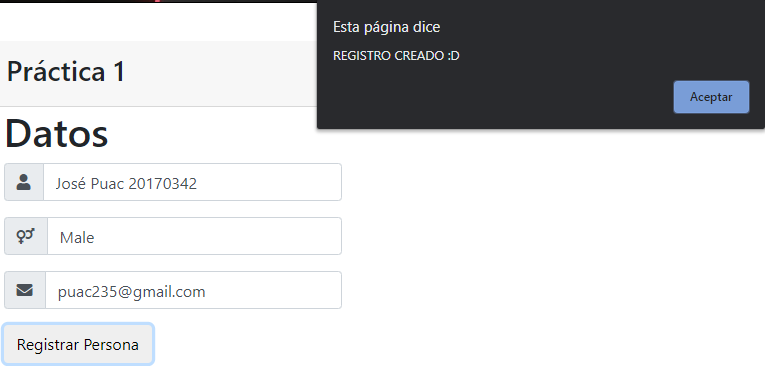 Esta página dice
REGISTRO CREADO :D
Aceptar
Práctica 1
Datos
José Puac 20170342
Male
puac235@gmail.com
Registrar Persona